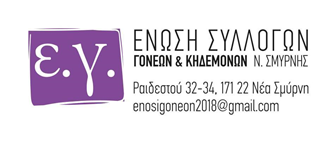 ε.γ.
ΕΝΩΣΗ ΣΥΛΛΟΓΩΝ
ΓΟΝΕΩΝ & ΚΗΔΕΜΟΝΩΝ Ν. ΣΜΥΡΝΗΣ
Ραιδεστού 32-34, 171 22 Νέα Σμύρνη
enosigoneon2018@gmail.com